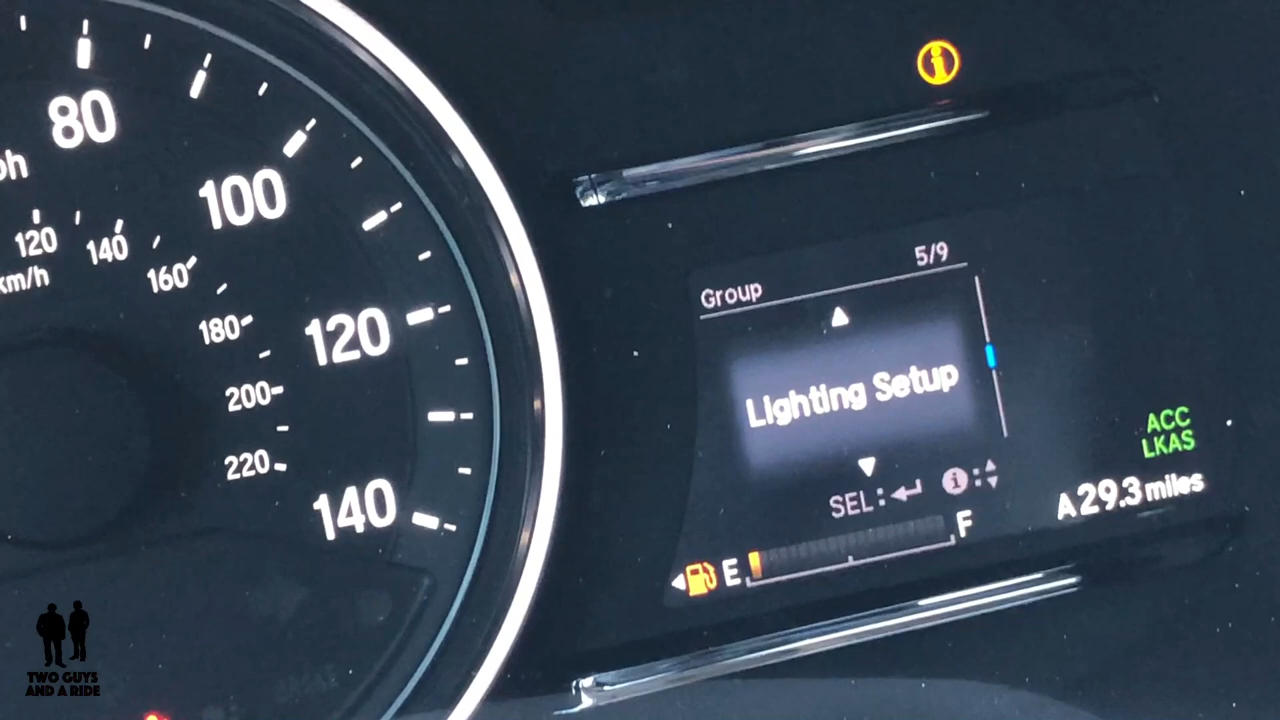 80
100
120
140
ph
120
140
160
180
200
220
km/h
Group
5/9
Lighting Setup
SEL:
i :
E
F
ACC
LKAS
A 29.3 miles
i
TWO GUYS
AND A RIDE